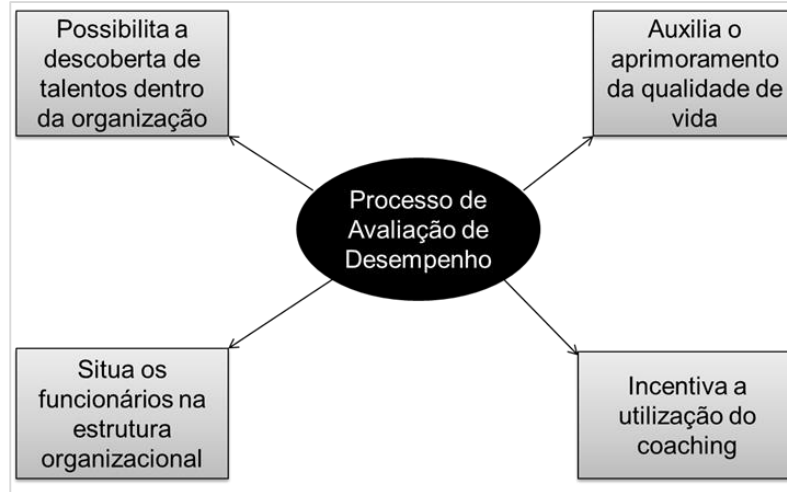 Possibilita a
descoberta de
talentos dentro
da organização
Auxilia o
aprimoramento
da qualidade de
vida
Processo de
Avaliação de
Desempenho
Situa os
funcionários na
estrutura
organizacional
Incentiva a
utilização do
coaching